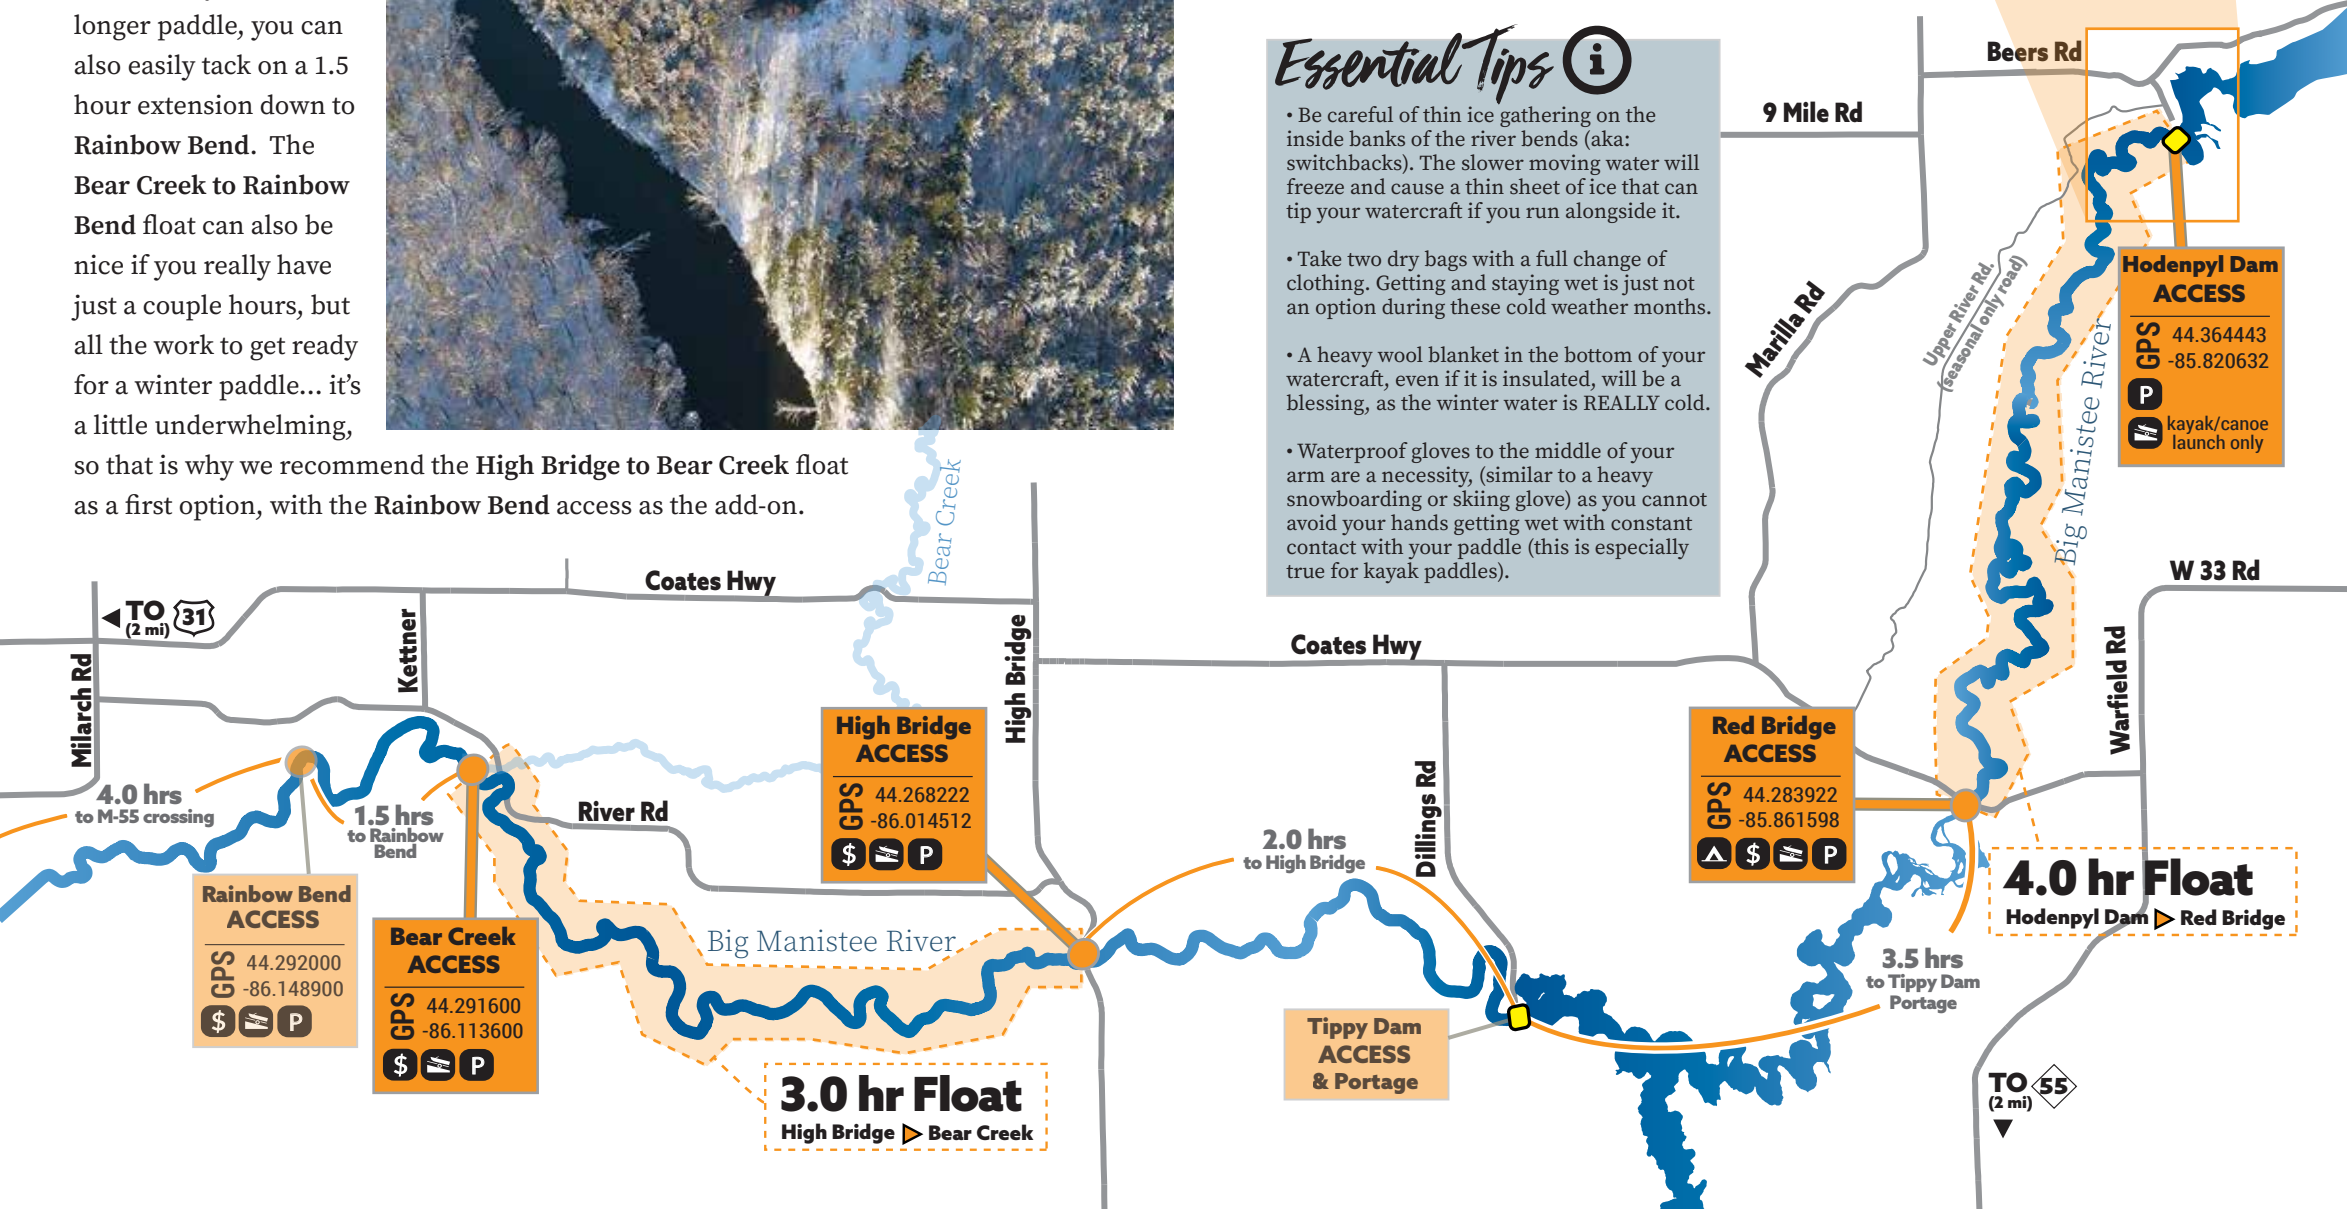 longer paddle, you can
also easily tack on a 1.5
hour extension down to
Rainbow Bend. The
Bear Creek to Rainbow
Bend float can also be
nice if you really have
just a couple hours, but
all the work to get ready
for a winter paddle... it's
a little underwhelming,
so that is why we recommend the High Bridge to Bear Creek float
as a first option, with the Rainbow Bend access as the add-on.
Essential Tips i
• Be careful of thin ice gathering on the
inside banks of the river bends (aka:
switchbacks). The slower moving water will
freeze and cause a thin sheet of ice that can
tip your watercraft if you run alongside it.
• Take two dry bags with a full change of
clothing. Getting and staying wet is just not
an option during these cold weather months.
• A heavy wool blanket in the bottom of your
watercraft, even if it is insulated, will be a
blessing, as the winter water is REALLY cold.
• Waterproof gloves to the middle of your
arm are a necessity, (similar to a heavy
snowboarding or skiing glove) as you cannot
avoid your hands getting wet with constant
contact with your paddle (this is especially
true for kayak paddles).
Beers Rd
9 Mile Rd
Marilla Rd
Upper River Rd.
(seasonal only road)
Big Manistee River
Hodenpyl Dam
ACCESS
GPS
44.364443
-85.820632
P
kayak/canoe
launch only
W 33 Rd
Warfield Rd
Bear Creek
Coates Hwy
TO 31
(2 mi)
Milarch Rd
Kettner
High Bridge
Coates Hwy
4.0 hrs
to M-55 crossing
1.5 hrs
to Rainbow
Bend
River Rd
High Bridge
ACCESS
GPS
44.268222
-86.014512
$ P
Red Bridge
ACCESS
GPS
44.283922
-85.861598
$ P
2.0 hrs
to High Bridge
Dillings Rd
Rainbow Bend
ACCESS
GPS
44.292000
-86.148900
$ P
Bear Creek
ACCESS
GPS
44.291600
-86.113600
$ P
Big Manistee River
4.0 hr Float
Hodenpyl Dam Red Bridge
3.5 hrs
to Tippy Dam
Portage
Tippy Dam
ACCESS
& Portage
3.0 hr Float
High Bridge Bear Creek
TO 55
(2 mi)